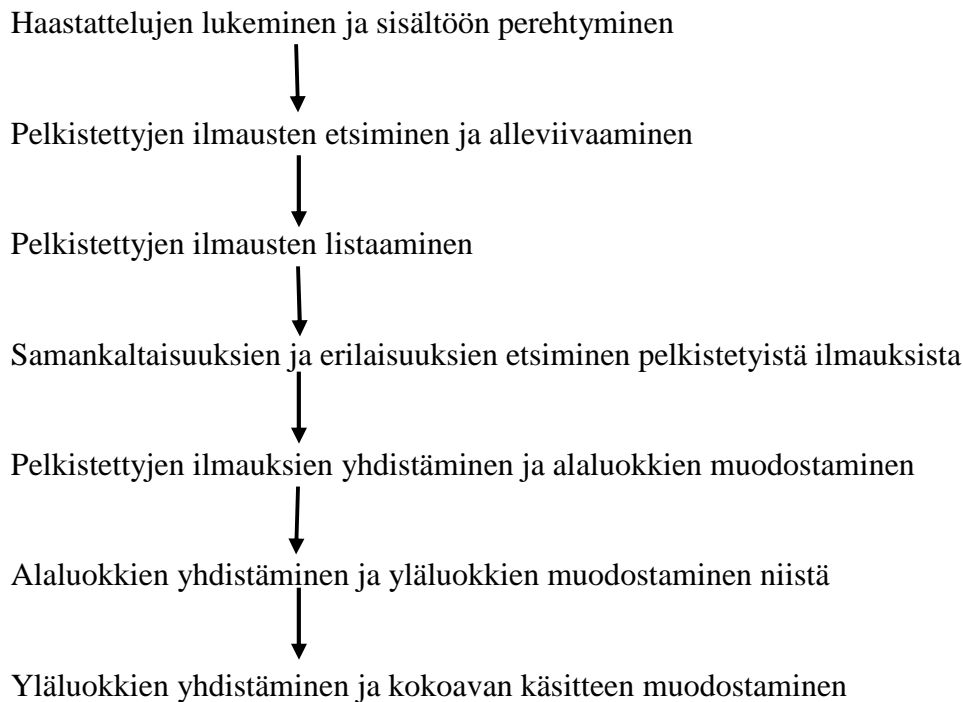 Haastattelujen lukeminen ja sisältöön perehtyminen
Pelkistettyjen ilmausten etsiminen ja alleviivaaminen
Pelkistettyjen ilmausten listaaminen
Samankaltaisuuksien ja erilaisuuksien etsiminen pelkistetyistä ilmauksista
Pelkistettyjen ilmauksien yhdistäminen ja alaluokkien muodostaminen
Alaluokkien yhdistäminen ja yläluokkien muodostaminen niistä
Yläluokkien yhdistäminen ja kokoavan käsitteen muodostaminen